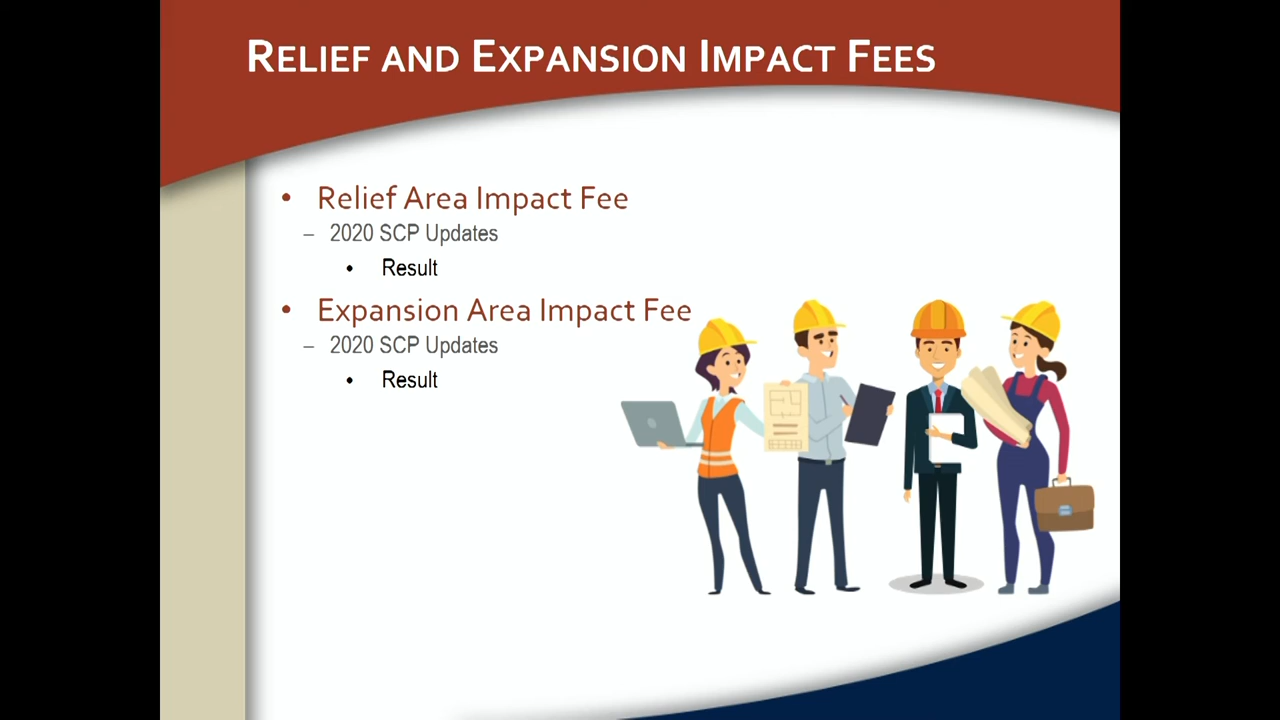 RELIEF AND EXPANSION IMPACT FEES
• Relief Area Impact Fee
– 2020 SCP Updates
• Result
• Expansion Area Impact Fee
– 2020 SCP Updates
• Result